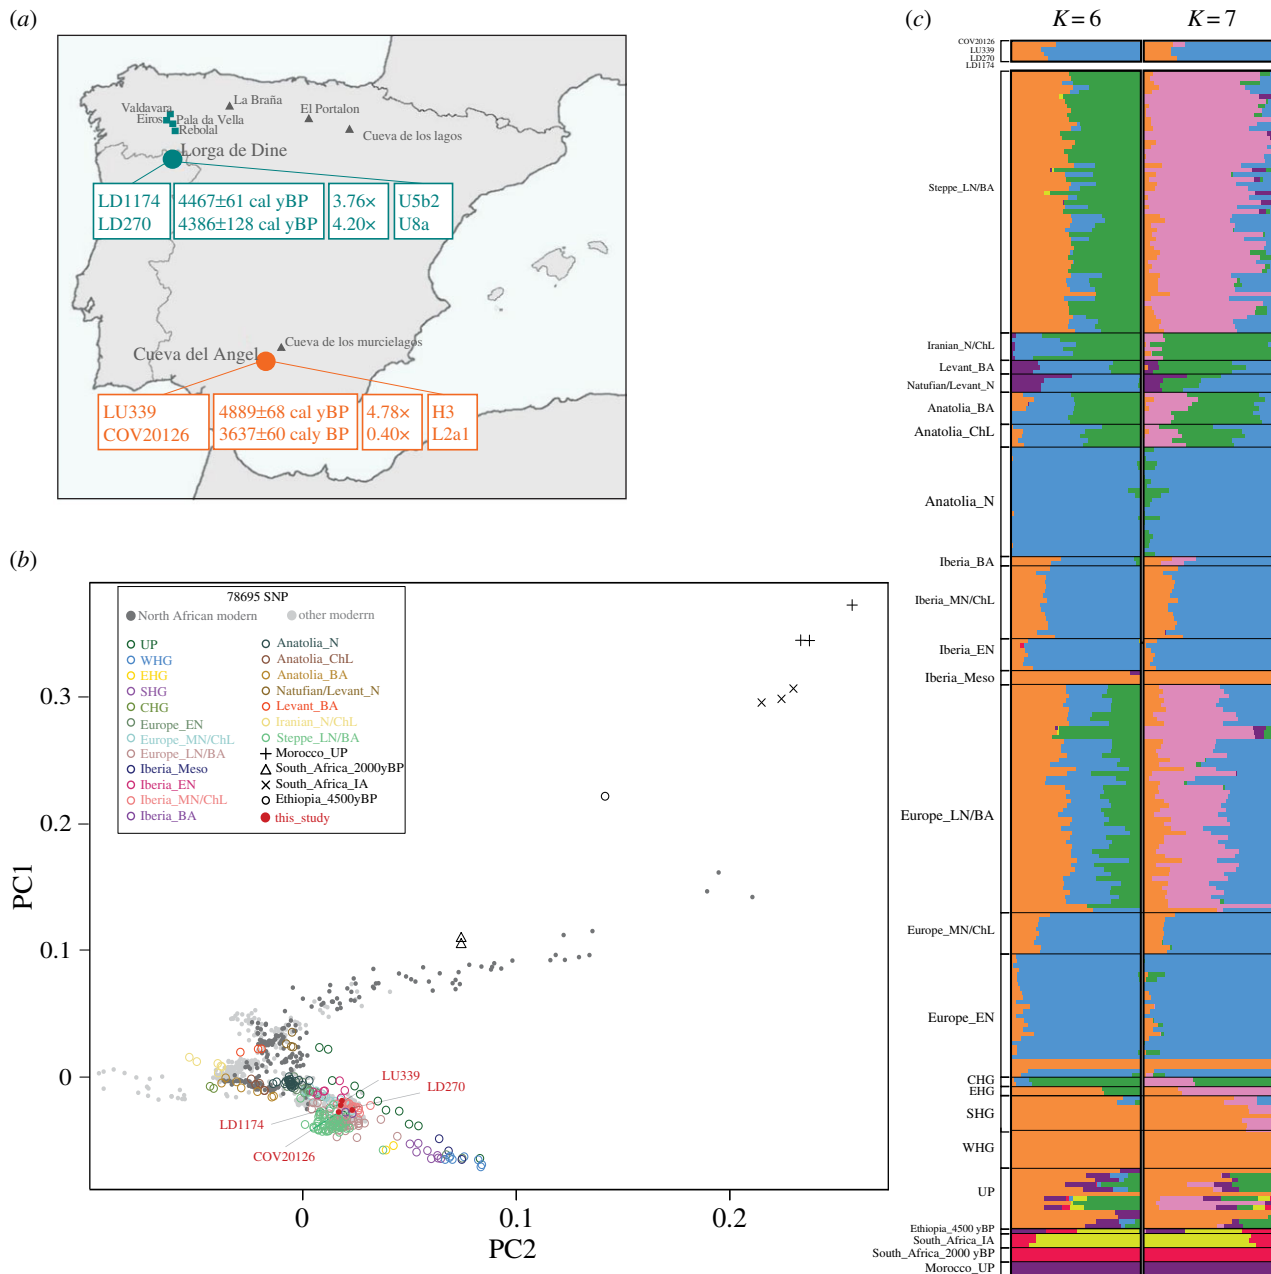 (a)
Valdavara
La Braña
Eiros
Pala da Vella
El Portalon
Rebolal
Cueva de los lagos
Lorga de Dine
LD1174 4467±61 cal yBP 3.76× U5b2
LD270 4386±128 cal yBP 4.20× U8a
Cueva de los murcielagos
Cueva del Angel
LU339 4889±68 cal yBP 4.78× H3
COV20126 3637±60 caly BP 0.40× L2a1
(b)
78695 SNP
North African modern other moderm
UP Anatolia_N
WHG Anatolia_ChL
EHG Anatolia_BA
SHG Natufian/Levant_N
CHG Levant_BA
Europe_EN Iranian_N/ChL
Europe_MN/ChL Steppe_LN/BA
Europe_LN/BA Morocco_UP
Iberia_Meso South_Africa_2000yBP
Iberia_EN South_Africa_IA
Iberia_MN/ChL Ethiopia_4500yBP
Iberia_BA this_study
PC1
0.3
0.2
0.1
0
LU339
LD270
LD1174
COV20126
0 0.1 0.2
PC2
(c)
K=6 K=7
COV20126
LU339
LD270
LD1174
Steppe_LN/BA
Iranian_N/ChL
Levant_BA
Natufian/Levant_N
Anatolia_BA
Anatolia_ChL
Anatolia_N
Iberia_BA
Iberia_MN/ChL
Iberia_EN
Iberia_Meso
Europe_LN/BA
Europe_MN/ChL
Europe_EN
CHG
EHG
SHG
WHG
UP
Ethiopia_4500 yBP
South_Africa_IA
South_Africa_2000 yBP
Morocco_UP